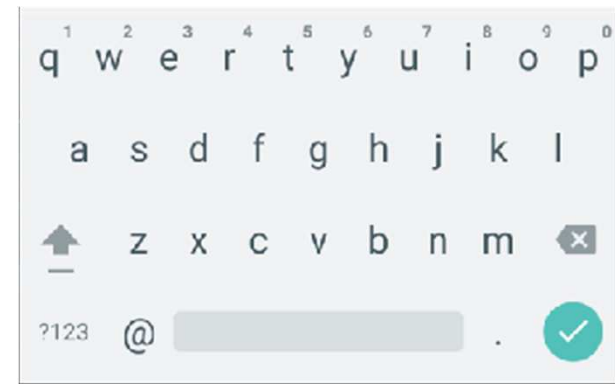 1 2 3 4 5 6 7 8 9 0
q w e r t y u i o p
a s d f g h j k l
z x c v b n m
?123 @ .